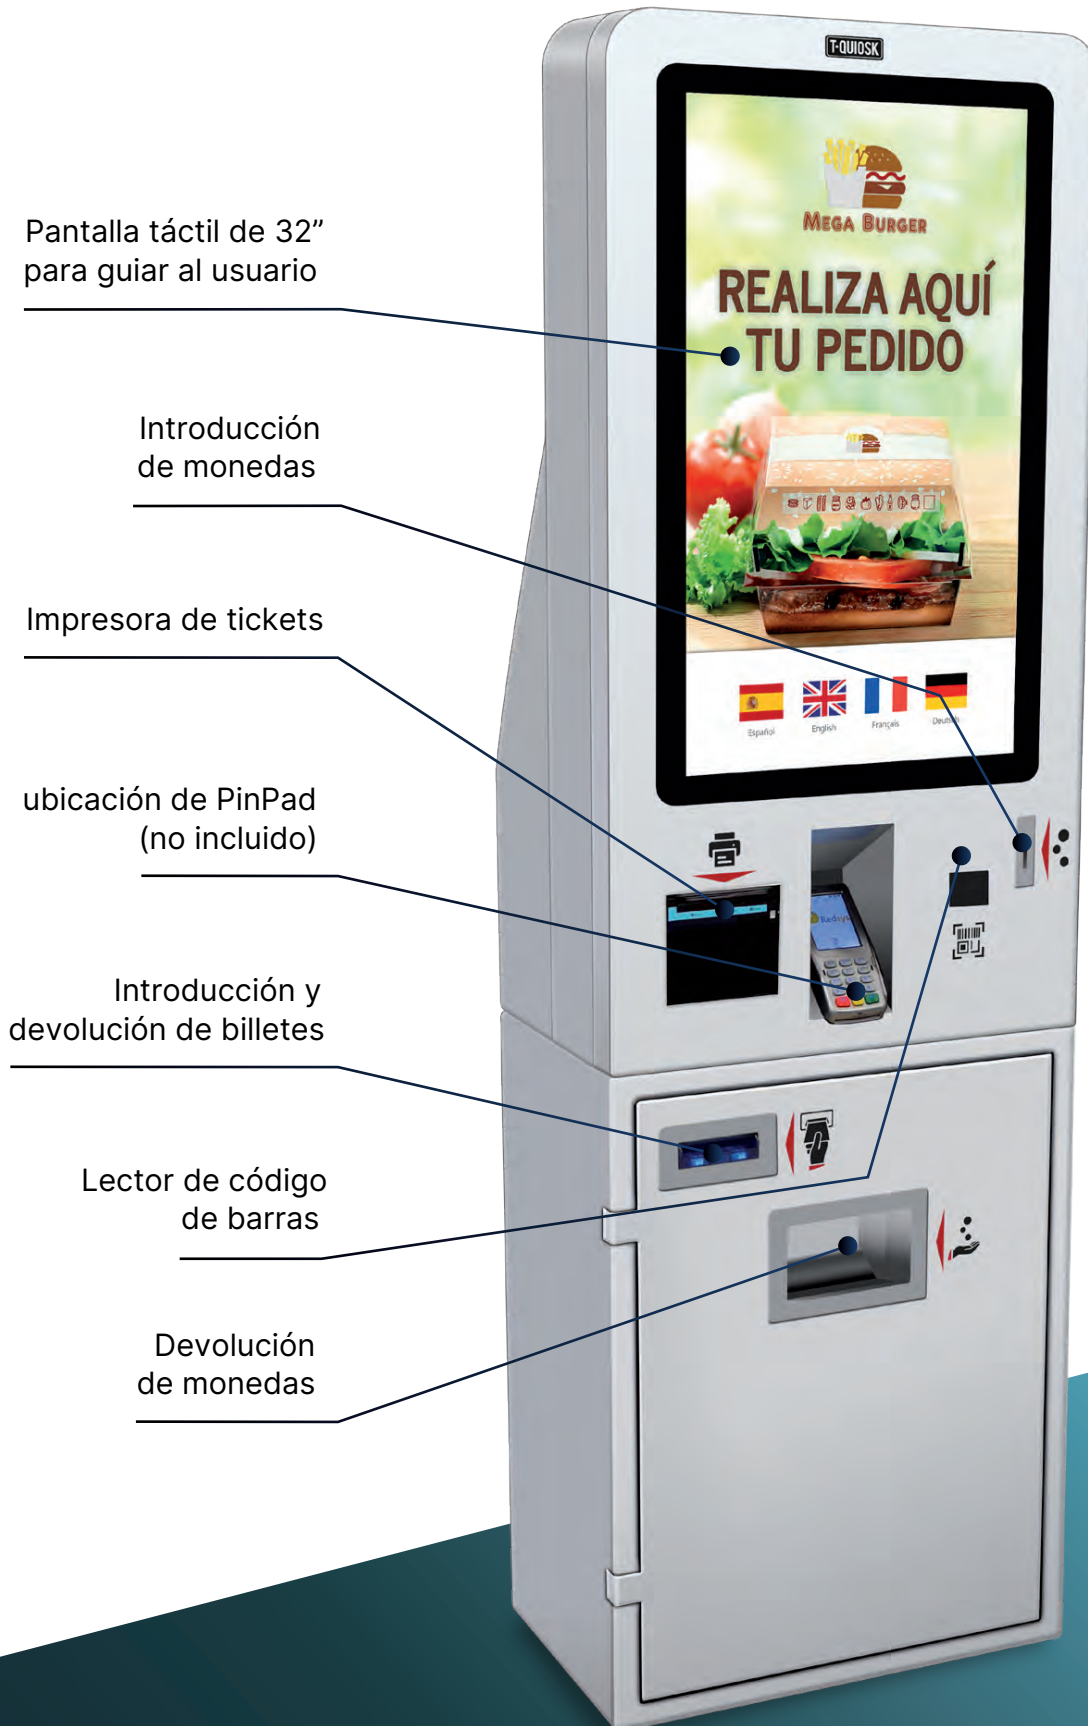 T-QUIOSK
MEGA BURGER
REALIZA AQUÍ
TU PEDIDO
Español
English
Français
Deutsch
Pantalla táctil de 32”
para guiar al usuario
Introducción
de monedas
Impresora de tickets
ubicación de PinPad
(no incluido)
Redsys
Introducción y
devolución de billetes
Lector de código
de barras
Devolución
de monedas